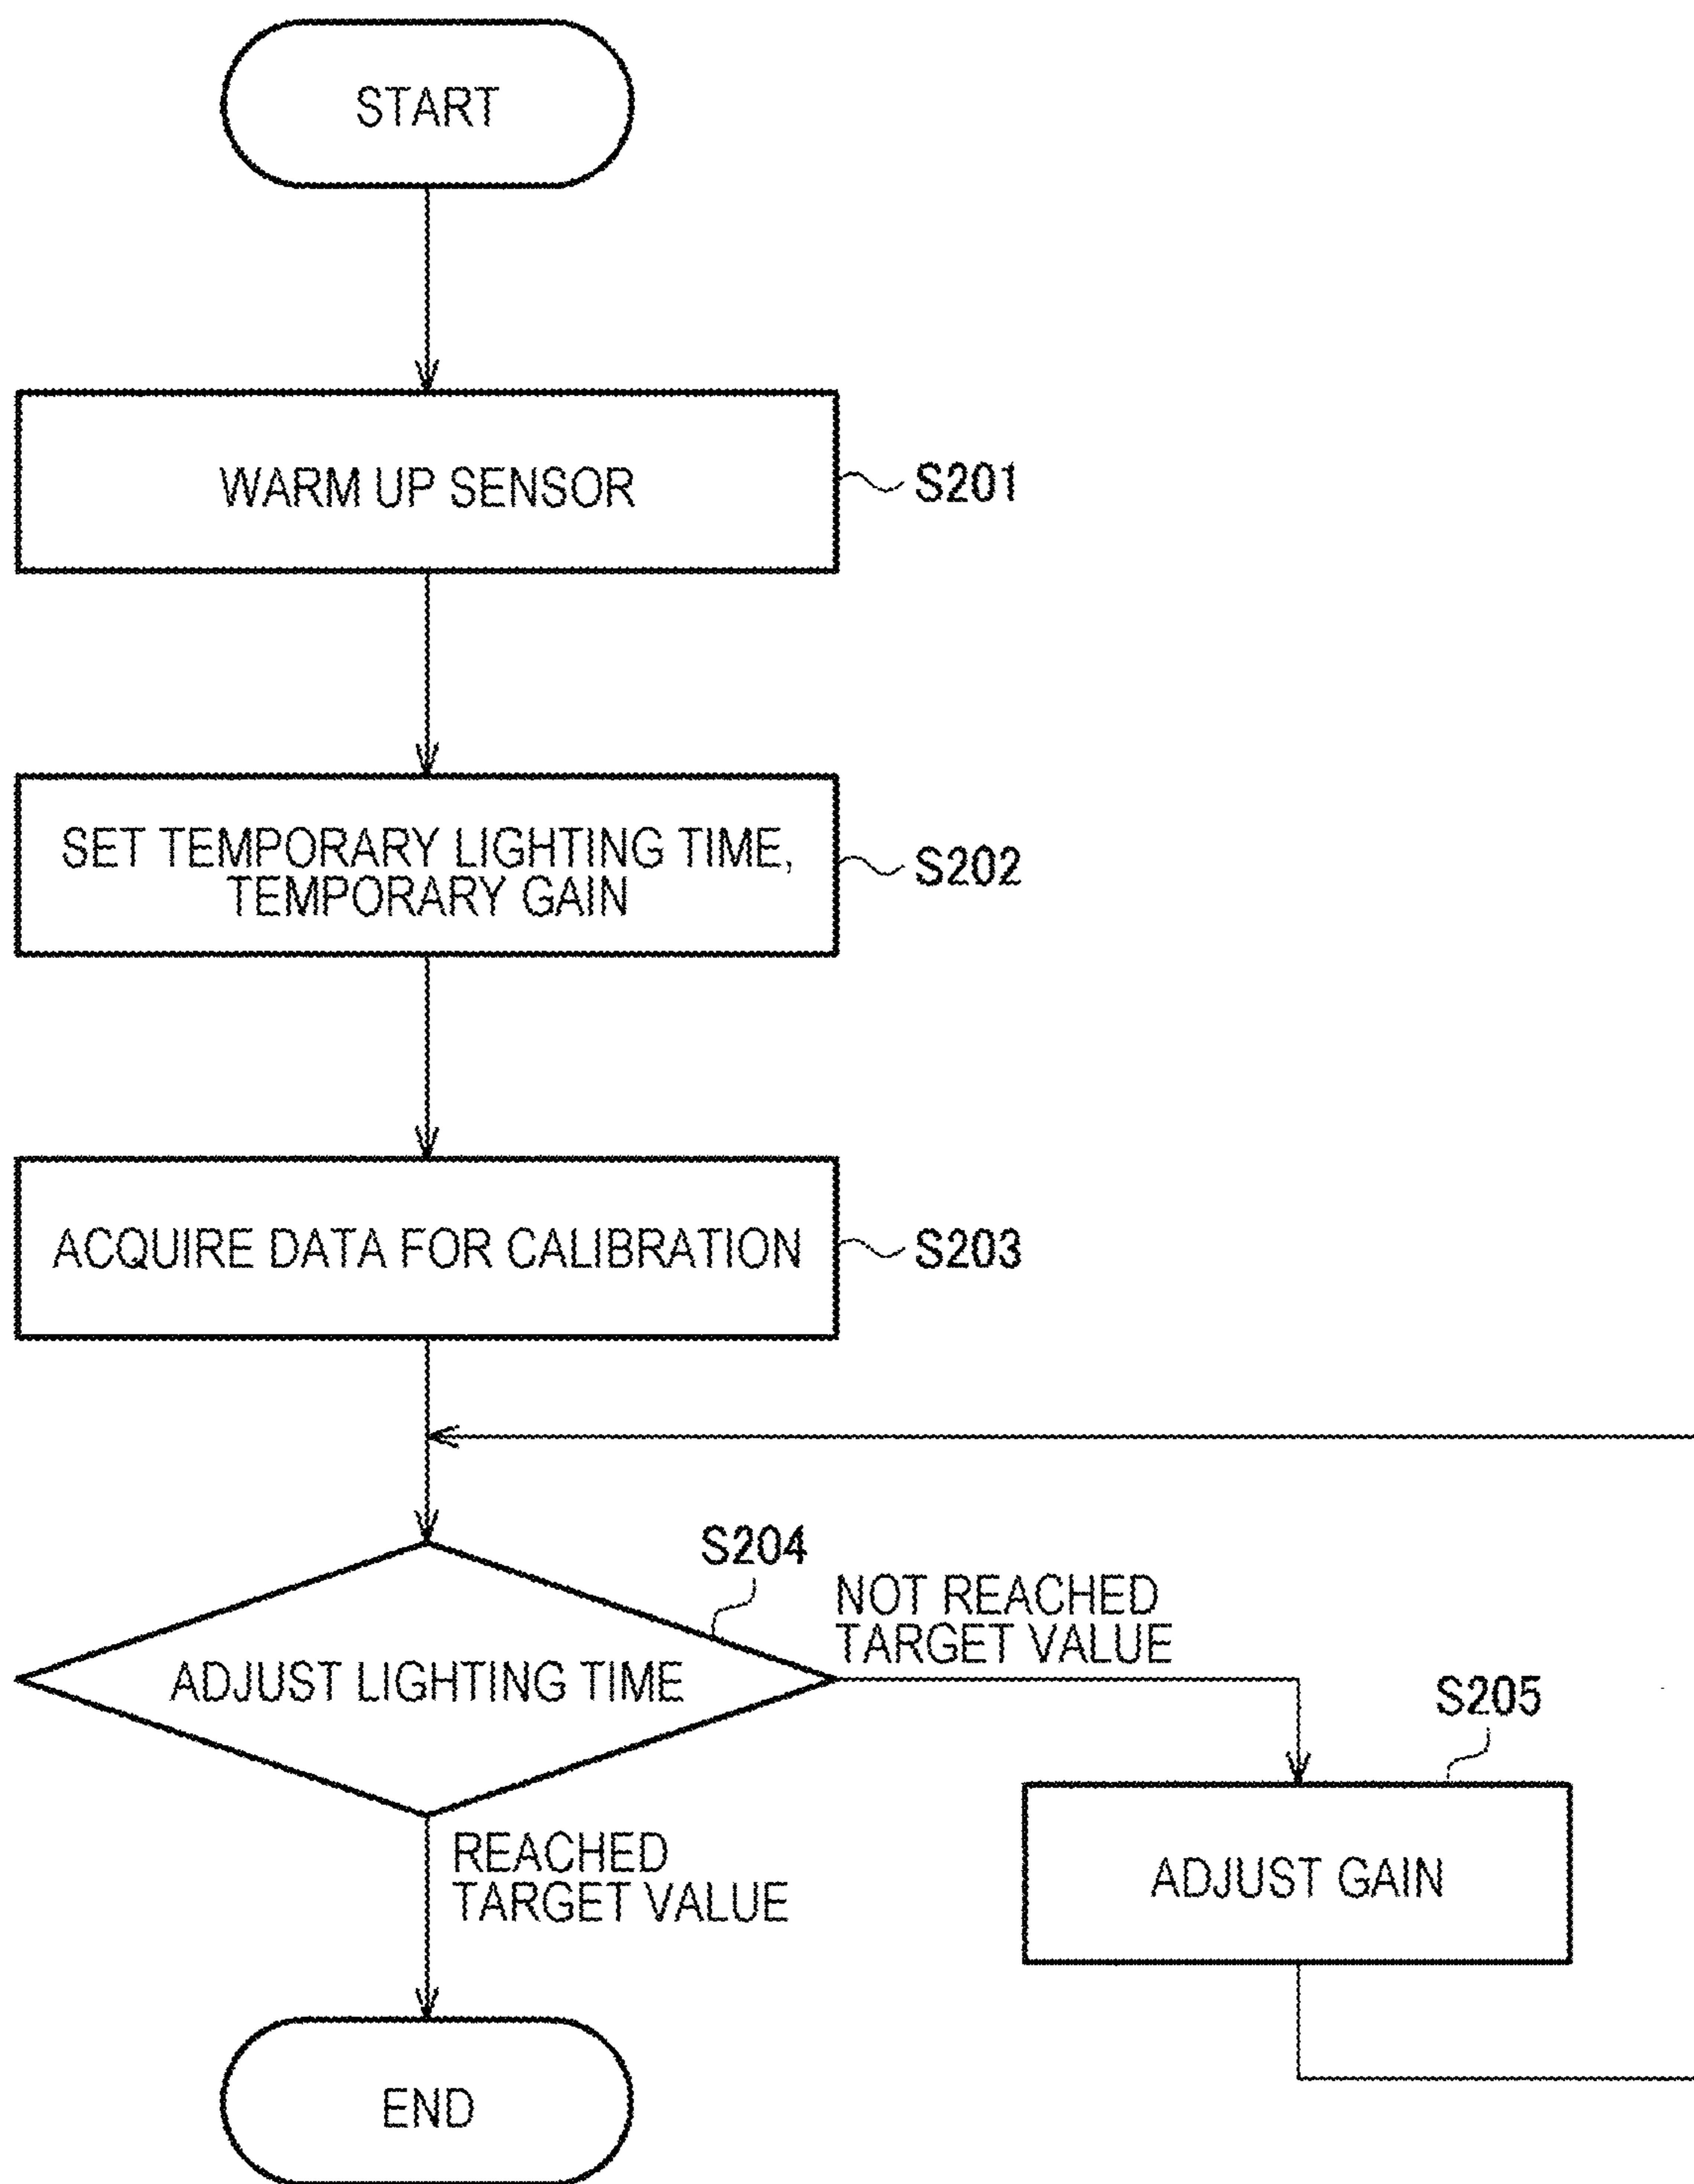 START
WARM UP SENSOR
S201
SET TEMPORARY LIGHTING TIME,
TEMPORARY GAIN
S202
ACQUIRE DATA FOR CALIBRATION
S203
S204
ADJUST LIGHTING TIME
NOT REACHED
TARGET VALUE
S205
ADJUST GAIN
REACHED
TARGET VALUE
END